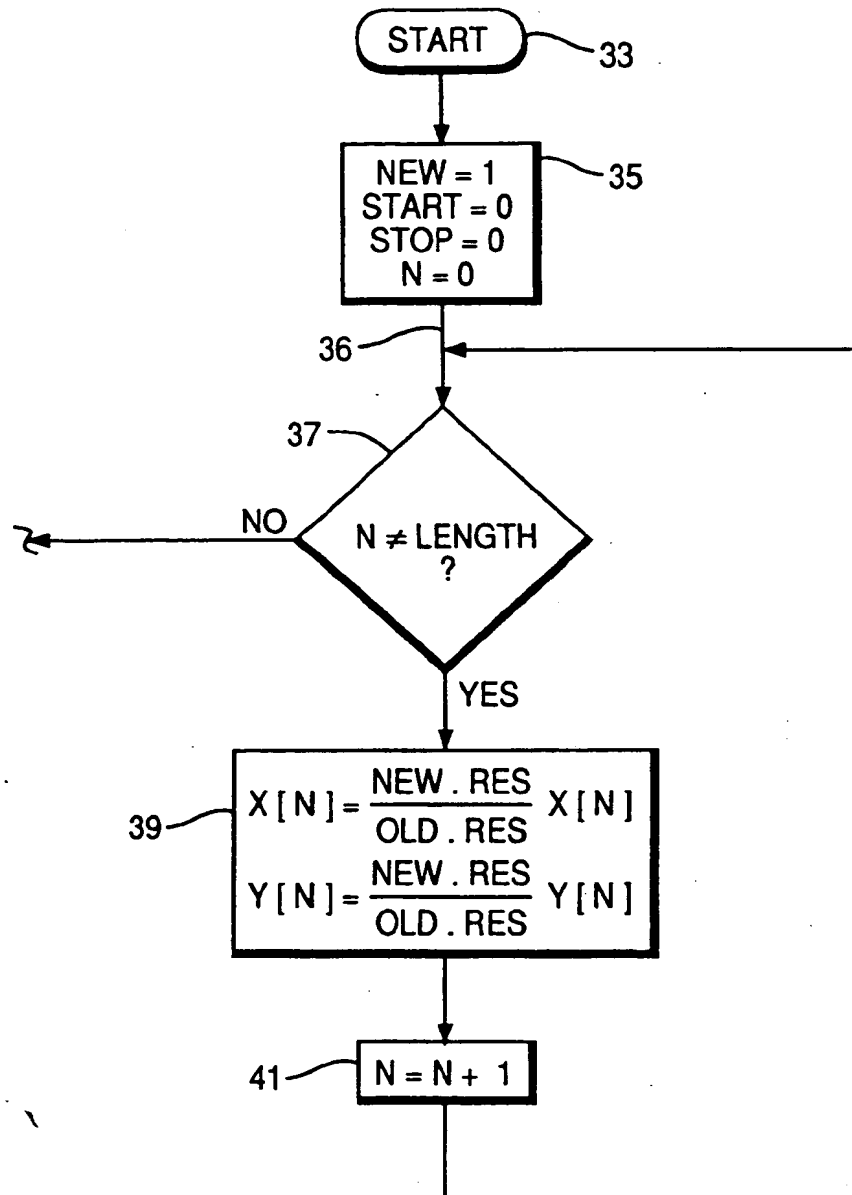 START
33
NEW = 1
START = 0
STOP = 0
N = 0
35
36
37
NO
N ≠ LENGTH
?
YES
39
X [ N ] = NEW . RES / OLD . RES X [ N ]
Y [ N ] = NEW . RES / OLD . RES Y [ N ]
41
N = N + 1